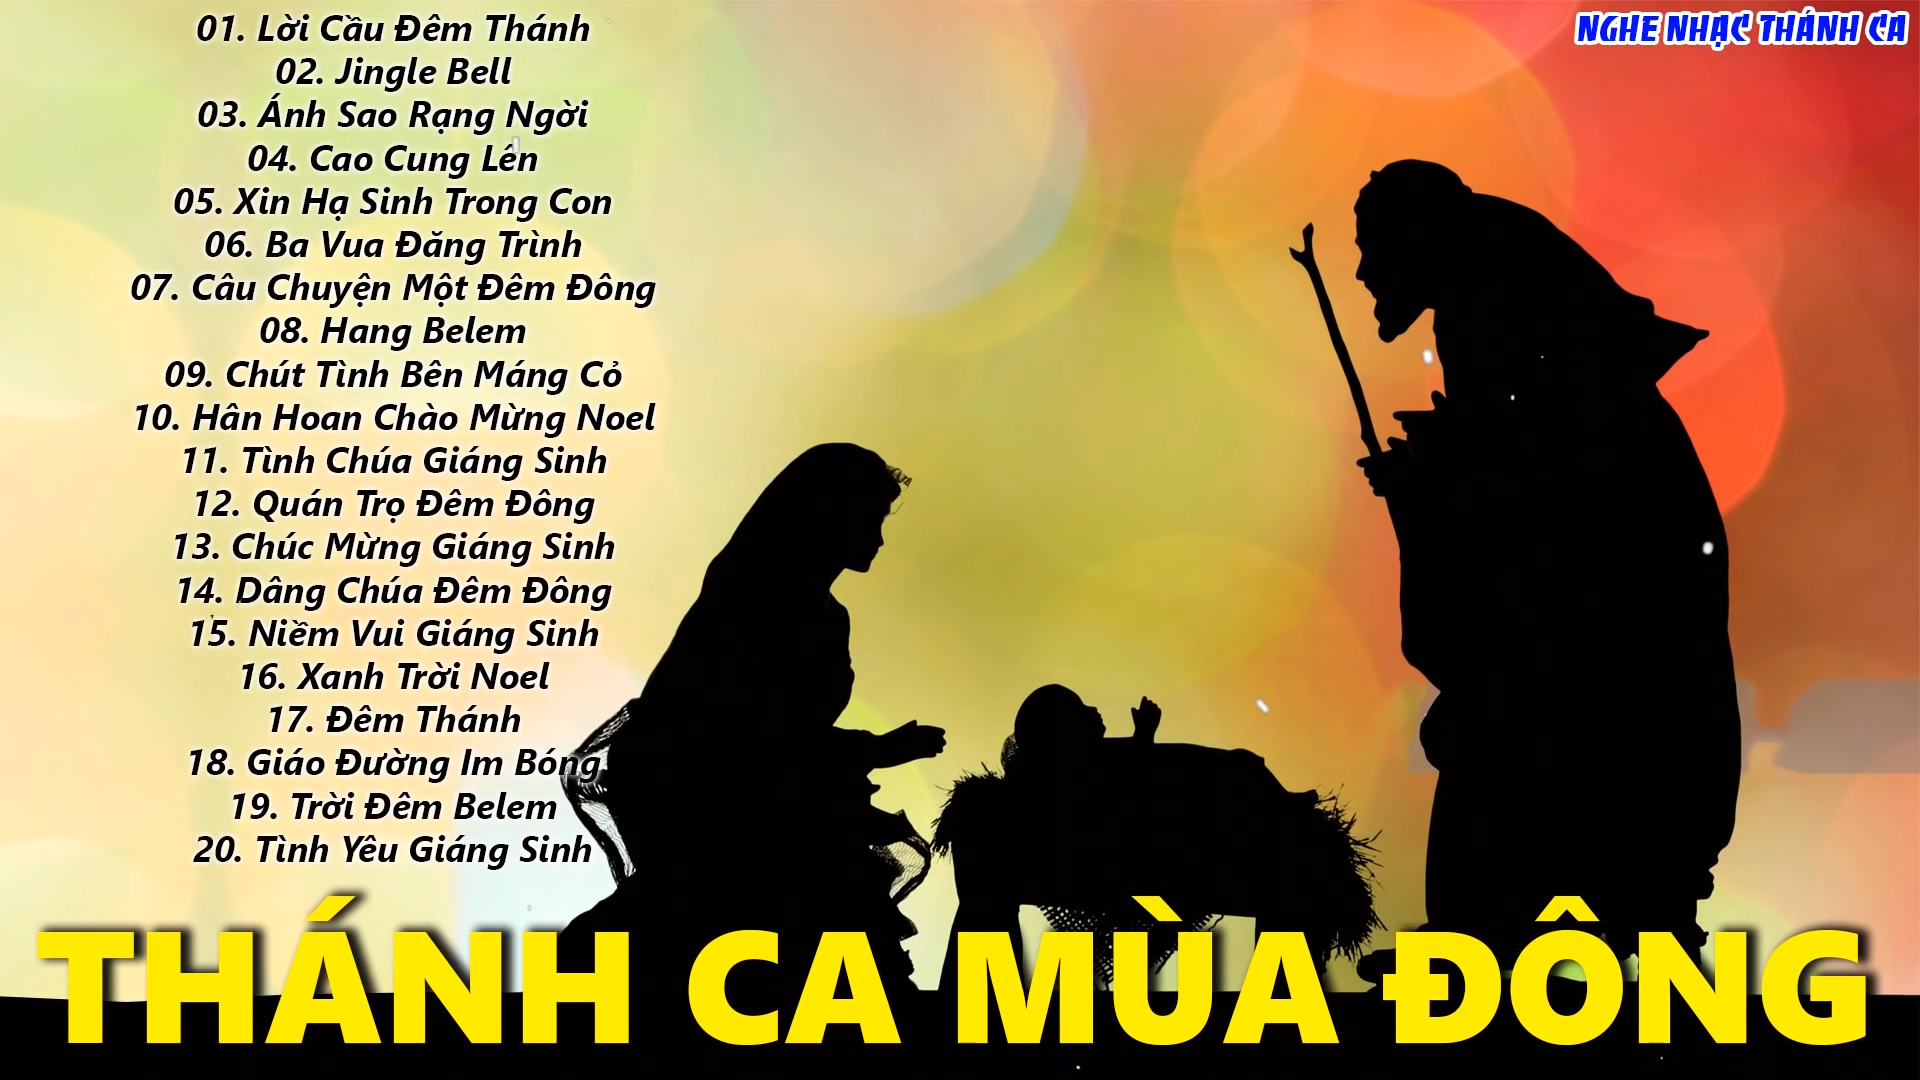 01. Lời Cầu Đêm Thánh
02. Jingle Bell
03. Ánh Sao Rạng Ngời
04. Cao Cung Lên
05. Xin Hạ Sinh Trong Con
06. Ba Vua Đăng Trình
07. Câu Chuyện Một Đêm Đông
08. Hang Belem
09. Chút Tình Bên Máng Cỏ
10. Hân Hoan Chào Mừng Noel
11. Tình Chúa Giáng Sinh
12. Quán Trọ Đêm Đông
13. Chúc Mừng Giáng Sinh
14. Dâng Chúa Đêm Đông
15. Niềm Vui Giáng Sinh
16. Xanh Trời Noel
17. Đêm Thánh
18. Giáo Đường Im Bóng
19. Trời Đêm Belem
20. Tình Yêu Giáng Sinh
NGHE NHẠC THÁNH CA
THÁNH CA MÙA ĐÔNG